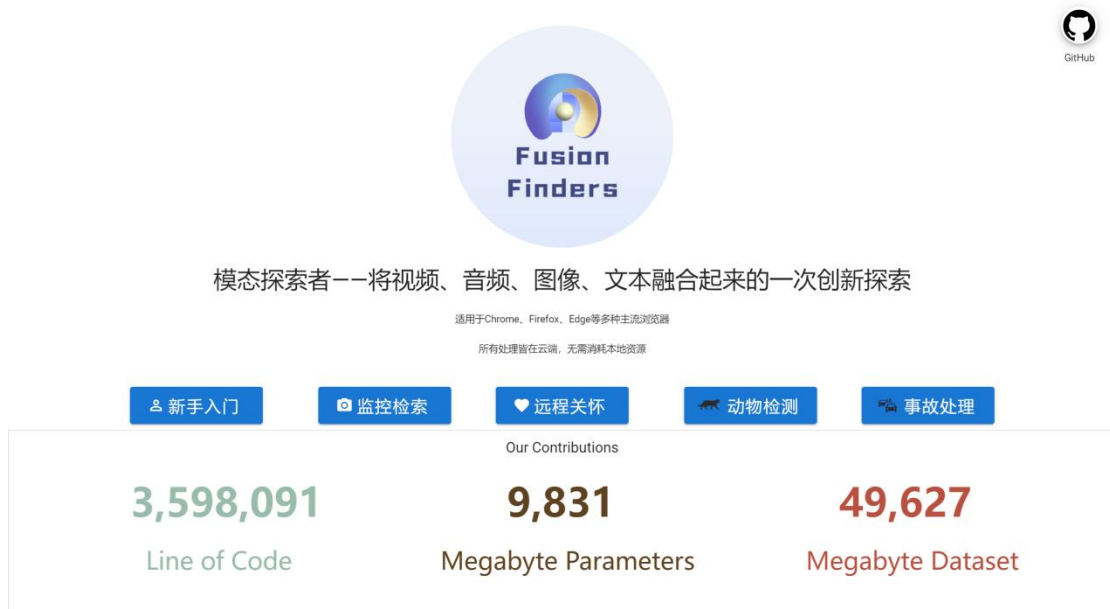 GitHub
Fusion
Finders
模态探索者——将视频、音频、图像、文本融合起来的一次创新探索
适用于Chrome、Firefox、Edge等多种主流浏览器
所有处理皆在云端，无需消耗本地资源
新手入门 监控检索 远程关怀 动物检测 事故处理
Our Contributions
3,598,091 9,831 49,627
Line of Code Megabyte Parameters Megabyte Dataset